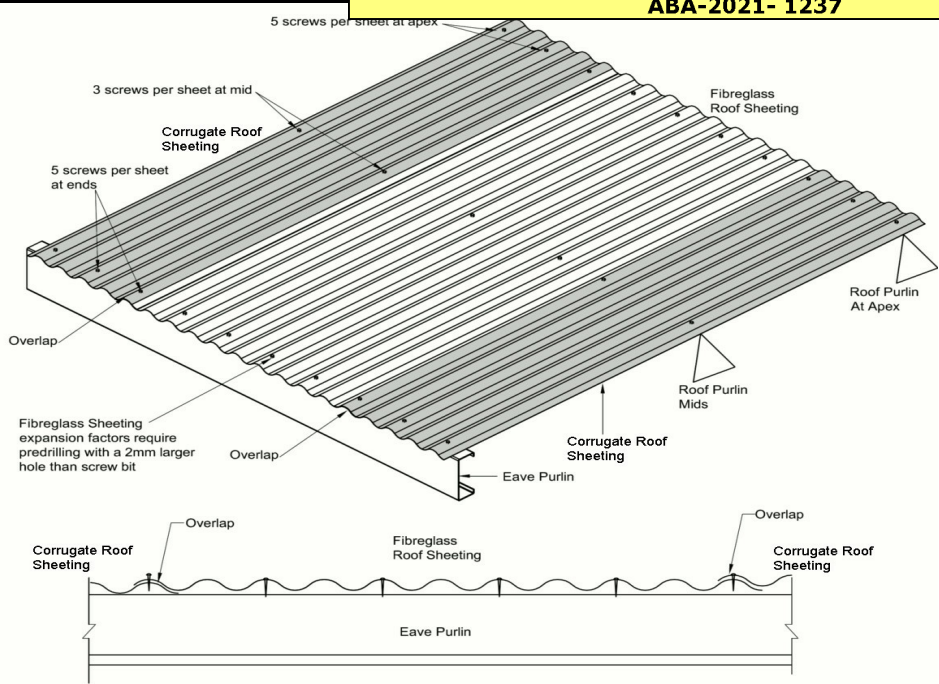 ABA-2021- 1237
5 screws per sheet at apex
3 screws per sheet at mid
Fibreglass
Roof Sheeting
Corrugate Roof
Sheeting
5 screws per sheet
at ends
Roof Purlin
At Apex
Overlap
Roof Purlin
Mids
Fibreglass Sheeting
expansion factors require
predrilling with a 2mm larger
hole than screw bit
Overlap
Corrugate Roof
Sheeting
Eave Purlin
Overlap
Overlap
Corrugate Roof
Sheeting
Fibreglass
Roof Sheeting
Corrugate Roof
Sheeting
Eave Purlin